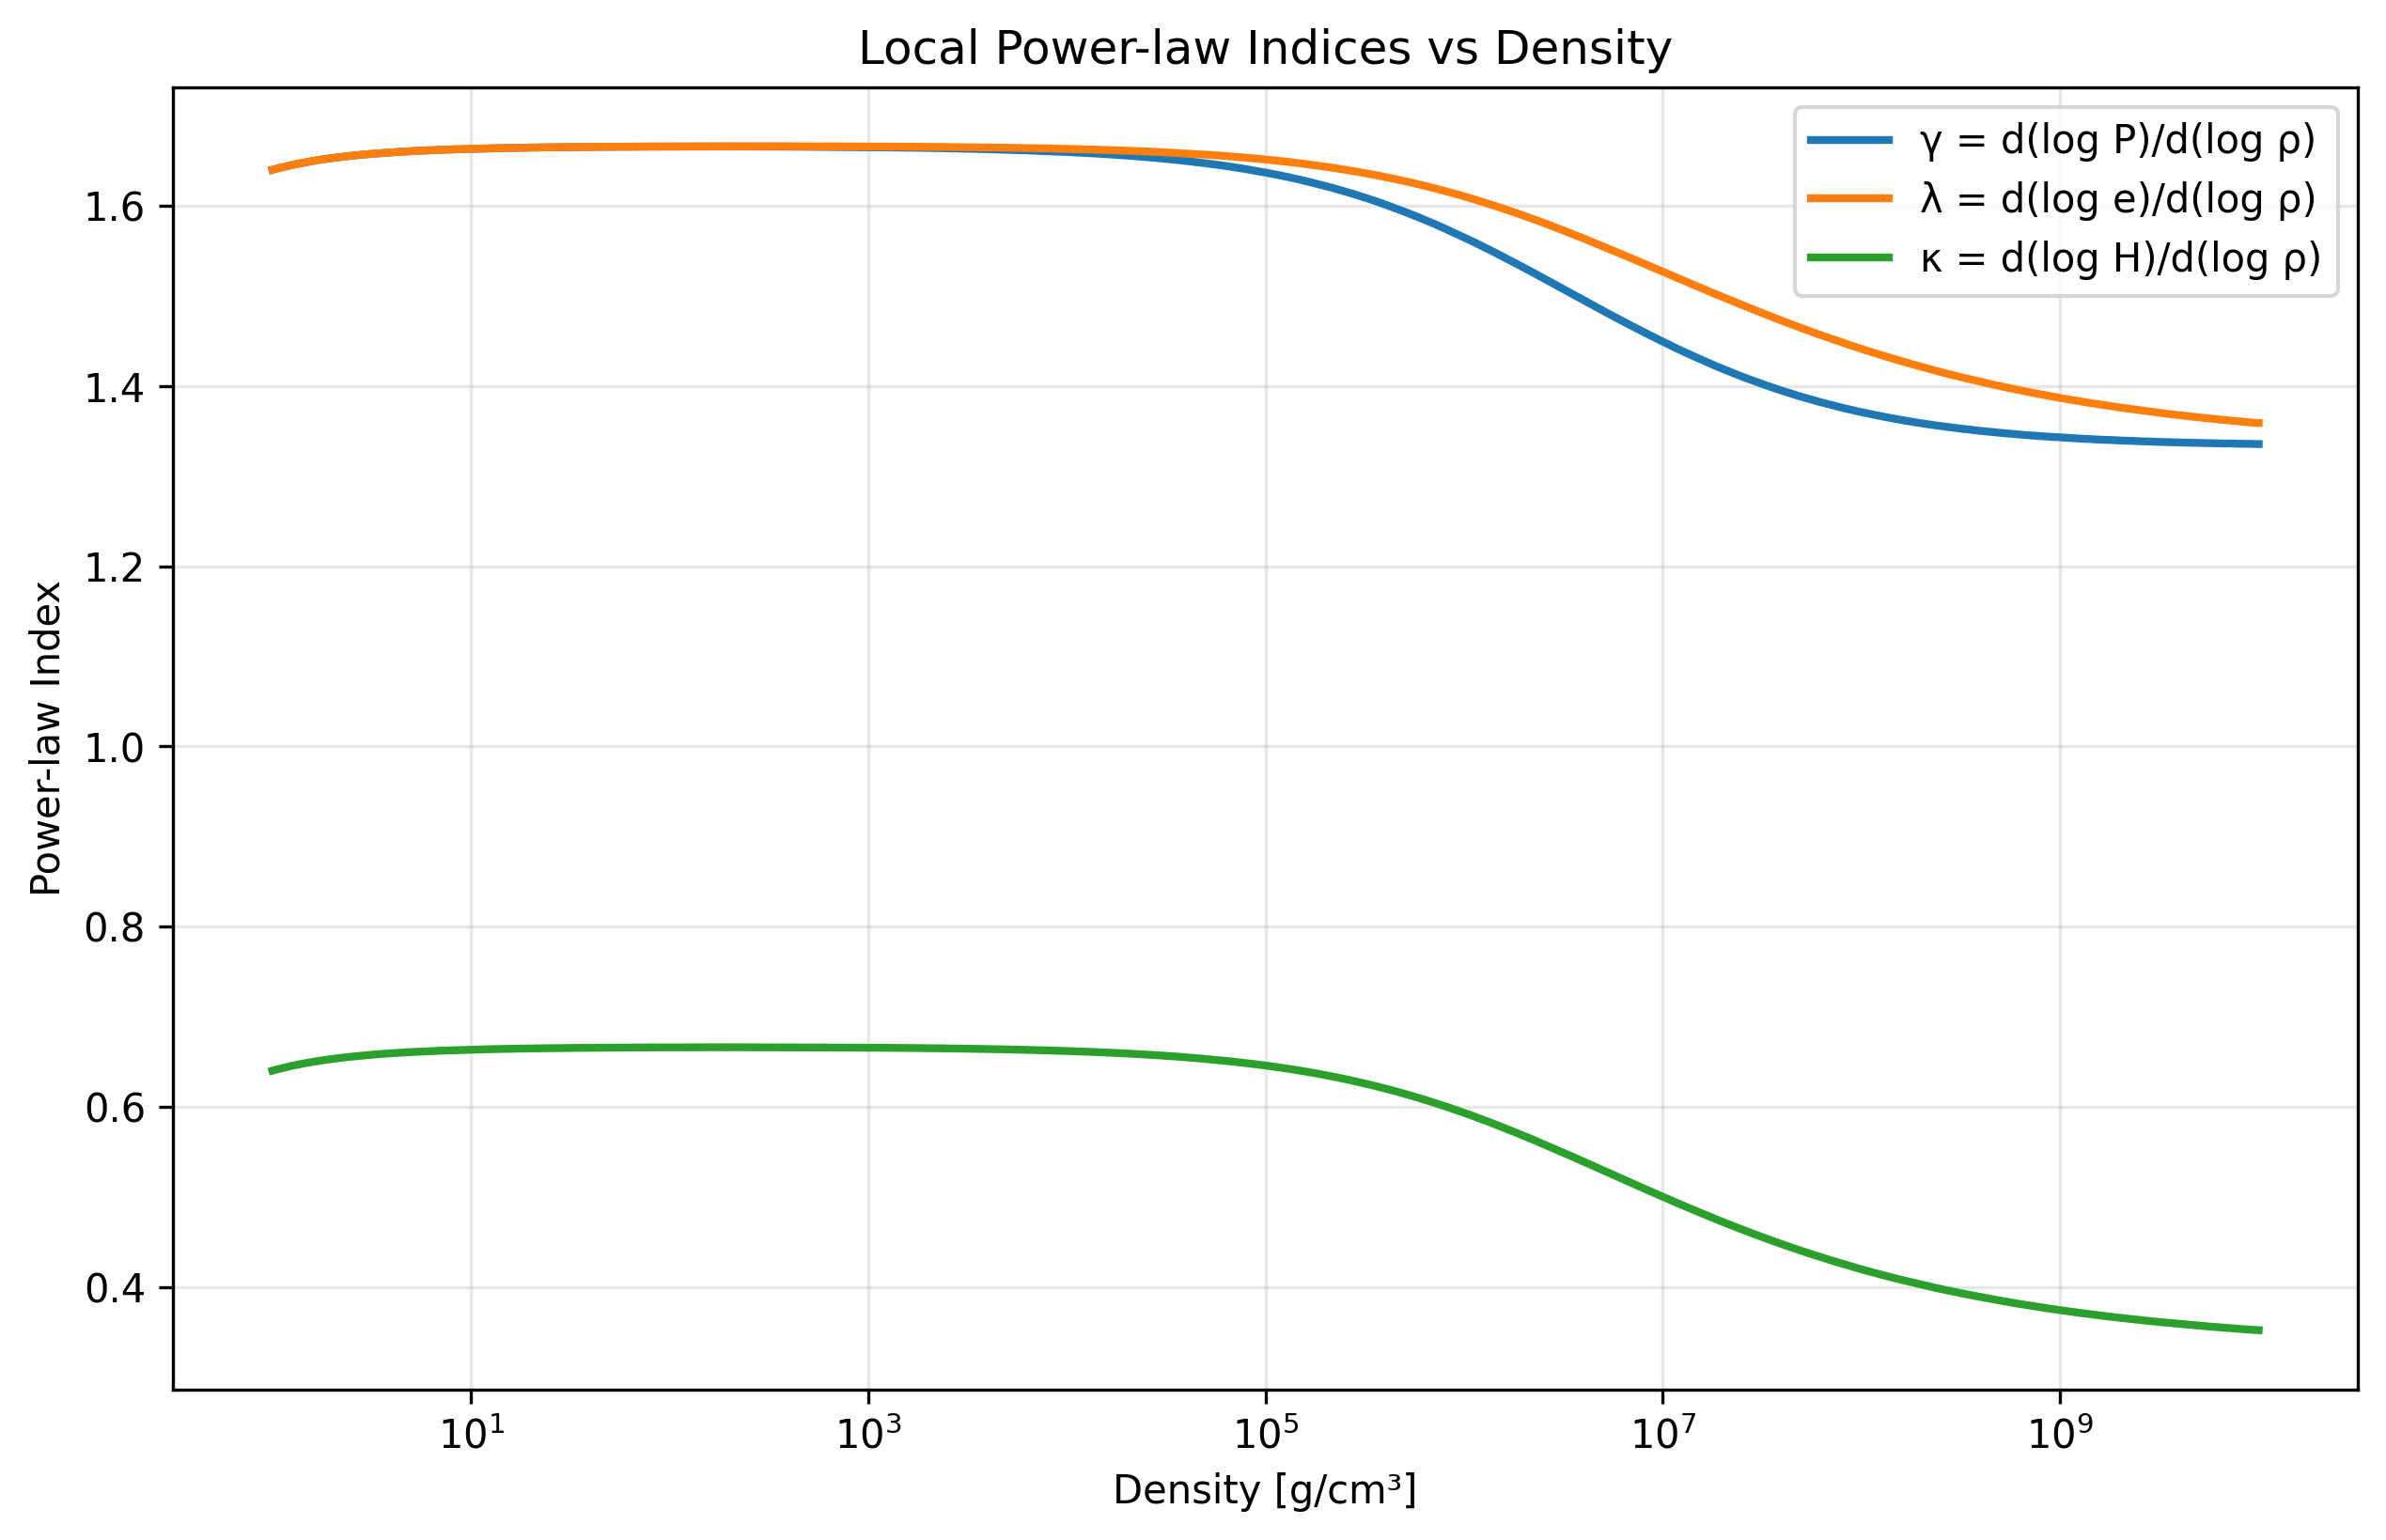 Local Power-law Indices vs Density
γ = d(log P)/d(log ρ)
λ = d(log e)/d(log ρ)
κ = d(log H)/d(log ρ)
Power-law Index
1.6
1.4
1.2
1.0
0.8
0.6
0.4
10¹ 10³ 10⁵ 10⁷ 10⁹
Density [g/cm³]